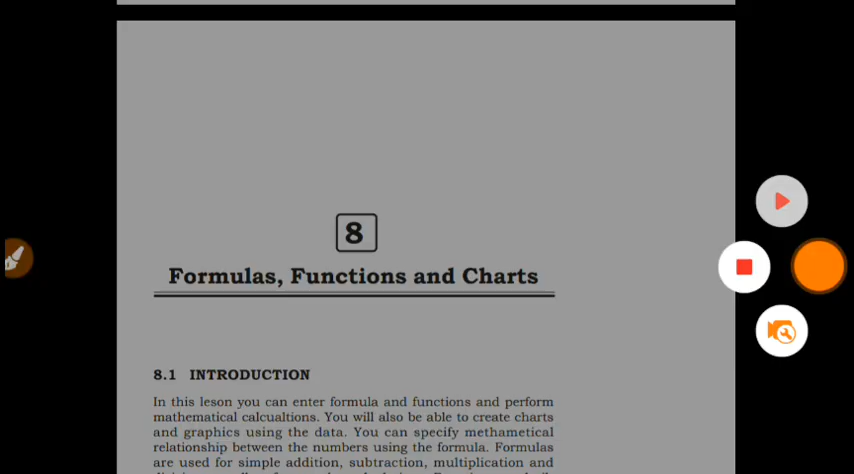 8
Formulas, Functions and Charts
8.1 INTRODUCTION
In this leson you can enter formula and functions and perform
mathematical calcualtions. You will also be able to create charts
and graphics using the data. You can specify methametical
relationship between the numbers using the formula. Formulas
are used for simple addition, subtraction, multiplication and